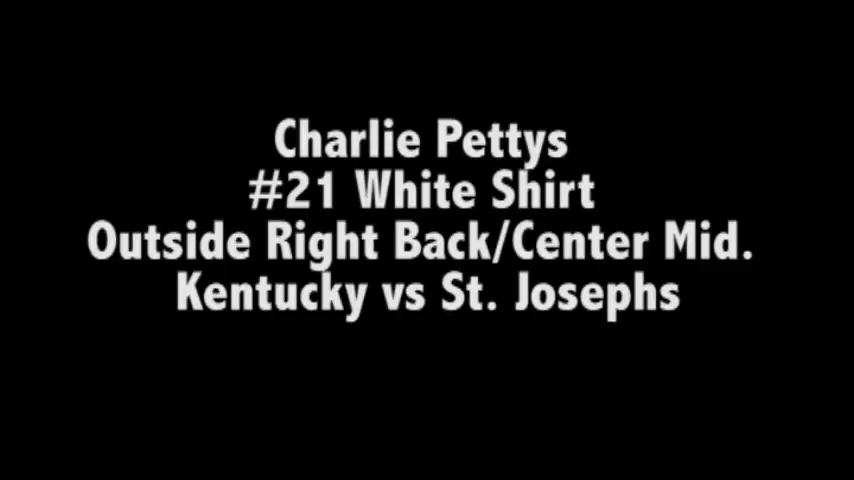 Charlie Pettys
#21 White Shirt
Outside Right Back/Center Mid.
Kentucky vs St. Josephs